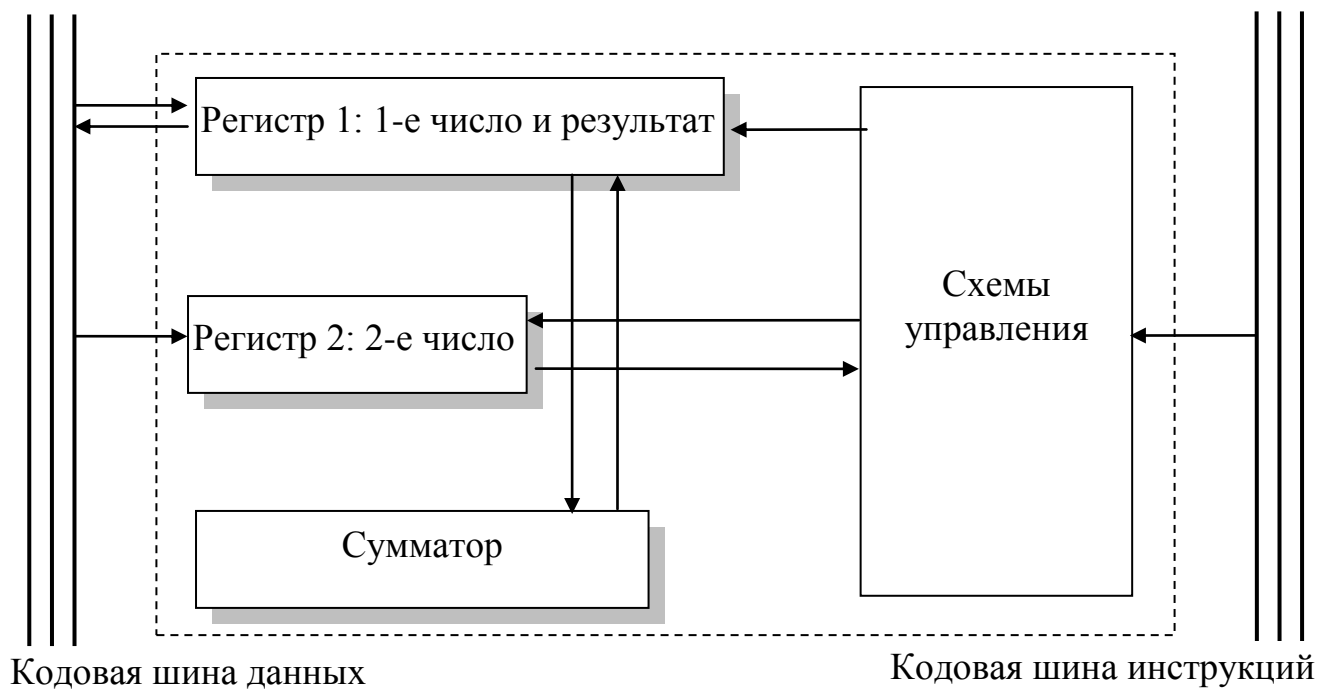 Регистр 1: 1-е число и результат
Схемы
управления
Регистр 2: 2-е число
Сумматор
Кодовая шина данных
Кодовая шина инструкций